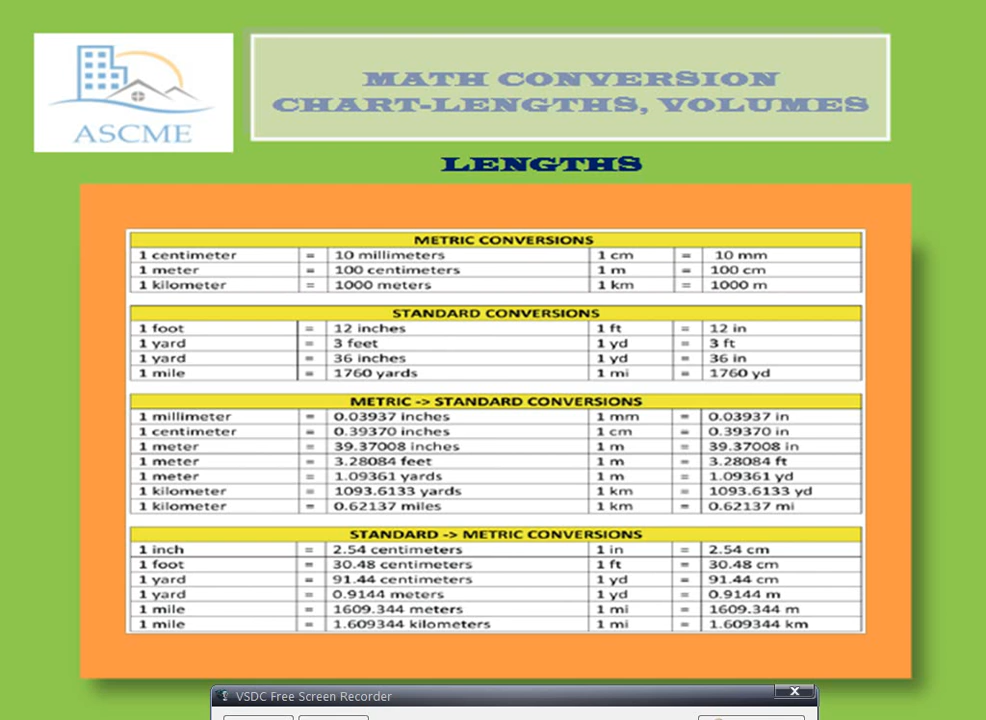 ASCME
MATH CONVERSION
CHART-LENGTHS, VOLUMES
LENGTHS
METRIC CONVERSIONS
1 centimeter = 10 millimeters 1 cm = 10 mm
1 meter = 100 centimeters 1 m = 100 cm
1 kilometer = 1000 meters 1 km = 1000 m
STANDARD CONVERSIONS
1 foot = 12 inches 1 ft = 12 in
1 yard = 3 feet 1 yd = 3 ft
1 yard = 36 inches 1 yd = 36 in
1 mile = 1760 yards 1 mi = 1760 yd
METRIC -> STANDARD CONVERSIONS
1 millimeter = 0.03937 inches 1 mm = 0.03937 in
1 centimeter = 0.39370 inches 1 cm = 0.39370 in
1 meter = 39.37008 inches 1 m = 39.37008 in
1 meter = 3.28084 feet 1 m = 3.28084 ft
1 meter = 1.09361 yards 1 m = 1.09361 yd
1 kilometer = 1093.6133 yards 1 km = 1093.6133 yd
1 kilometer = 0.62137 miles 1 km = 0.62137 mi
STANDARD -> METRIC CONVERSIONS
1 inch = 2.54 centimeters 1 in = 2.54 cm
1 foot = 30.48 centimeters 1 ft = 30.48 cm
1 yard = 91.44 centimeters 1 yd = 91.44 cm
1 yard = 0.9144 meters 1 yd = 0.9144 m
1 mile = 1609.344 meters 1 mi = 1609.344 m
1 mile = 1.609344 kilometers 1 mi = 1.609344 km
VSDC Free Screen Recorder